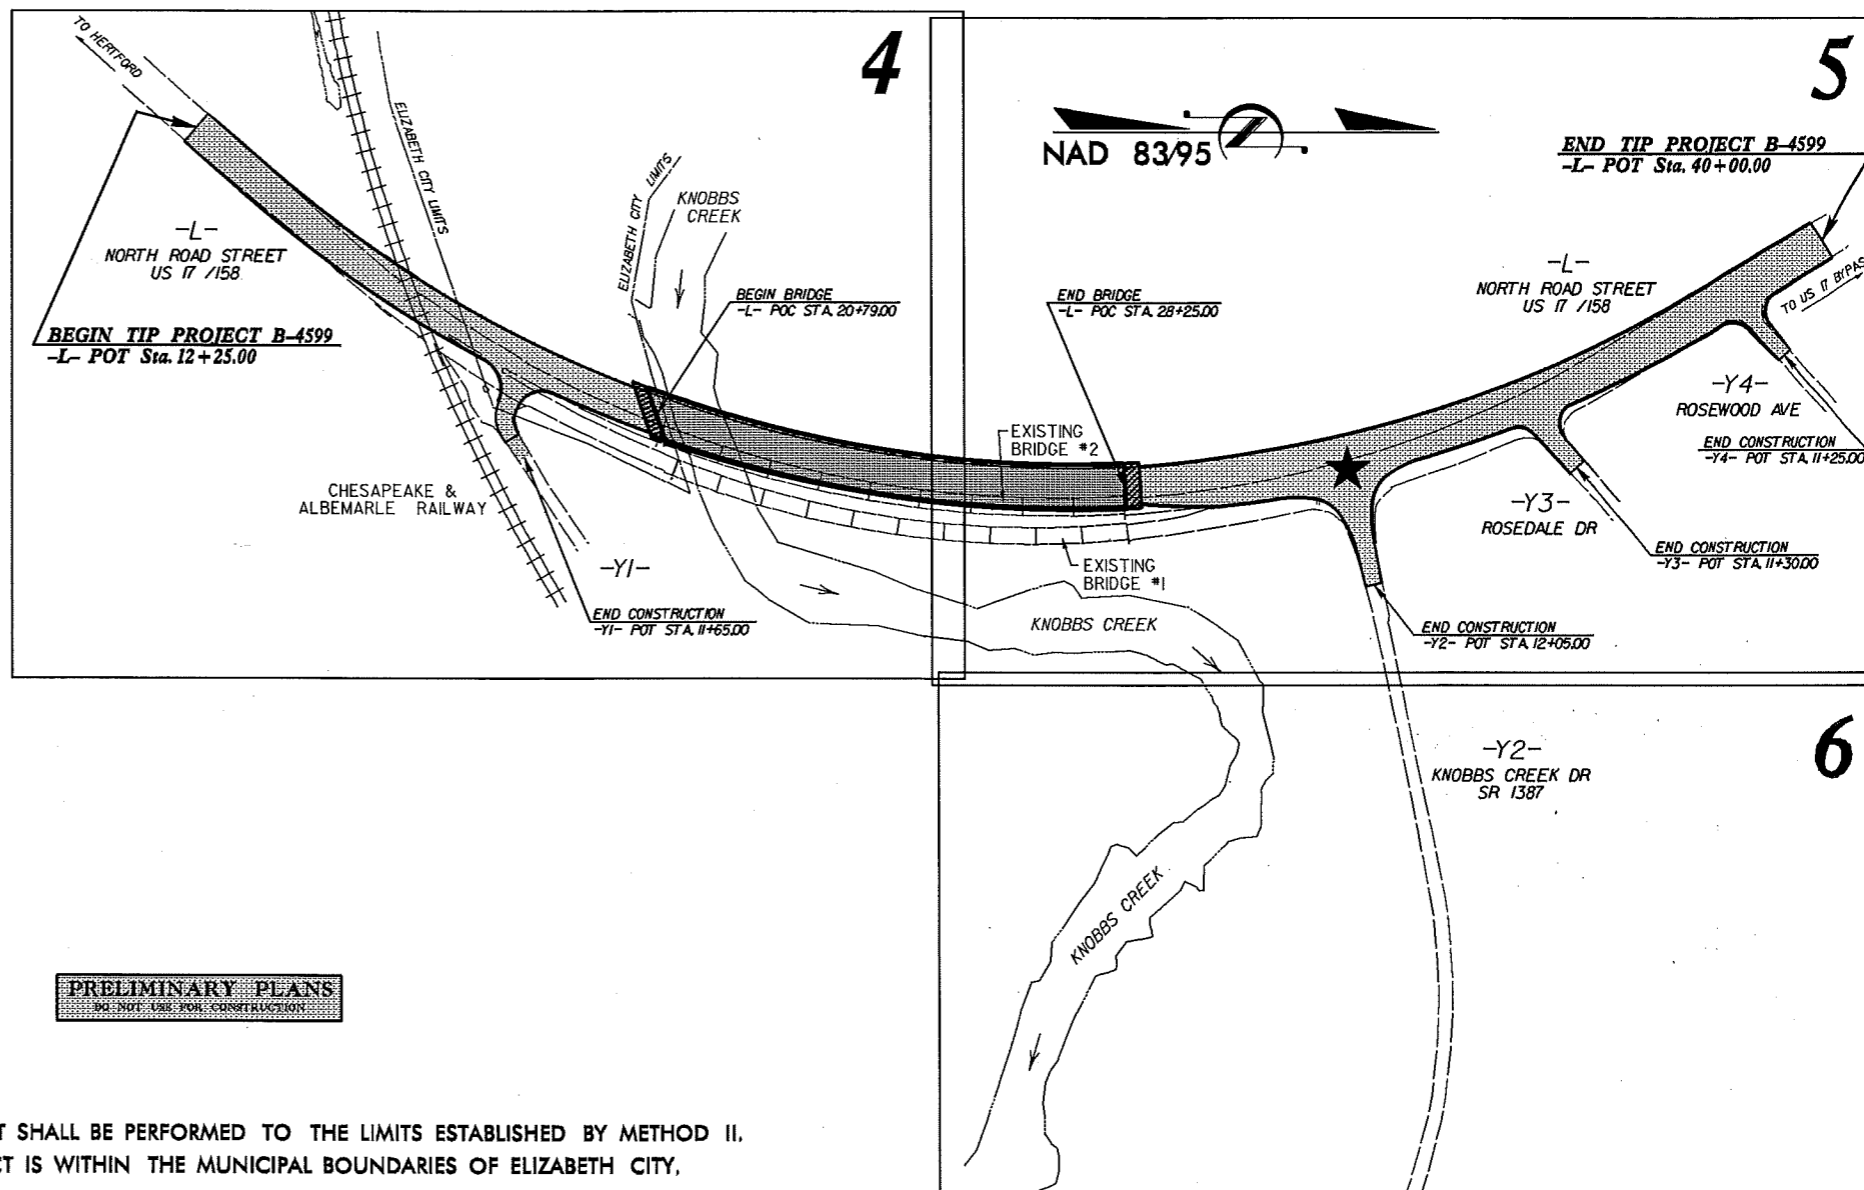 TO HERTFORD
4
5
NAD 83/95
END TIP PROJECT B-4599
-L- POT Sta. 40+00.00
ELIZABETH CITY LIMITS
ELIZABETH CITY LIMITS
KNOBBS
CREEK
-L-
NORTH ROAD STREET
US 17 /158
-L-
NORTH ROAD STREET
US 17 /158
TO US 17 BYPAS
BEGIN BRIDGE
-L- POC STA. 20+79.00
END BRIDGE
-L- POC STA. 28+25.00
BEGIN TIP PROJECT B-4599
-L- POT Sta. 12+25.00
-Y4-
ROSEWOOD AVE
END CONSTRUCTION
-Y4- POT STA. 11+25.00
EXISTING
BRIDGE #2
CHESAPEAKE &
ALBEMARLE RAILWAY
-Y3-
ROSEDALE DR
END CONSTRUCTION
-Y3- POT STA. 11+30.00
-Y1-
EXISTING
BRIDGE #1
END CONSTRUCTION
-Y1- POT STA. 11+65.00
KNOBBS CREEK
END CONSTRUCTION
-Y2- POT STA. 12+05.00
6
-Y2-
KNOBBS CREEK DR
SR 1387
KNOBBS CREEK
PRELIMINARY PLANS
DO NOT USE FOR CONSTRUCTION
T SHALL BE PERFORMED TO THE LIMITS ESTABLISHED BY METHOD II.
CT IS WITHIN THE MUNICIPAL BOUNDARIES OF ELIZABETH CITY.